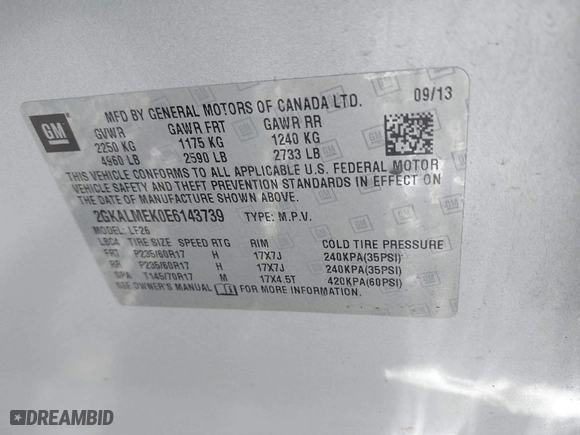 MFD BY GENERAL MOTORS OF CANADA LTD. 09/13
GM
GVWR GAWR FRT GAWR RR
2250 KG 1175 KG 1240 KG
4960 LB 2590 LB 2733 LB
THIS VEHICLE CONFORMS TO ALL APPLICABLE U.S. FEDERAL MOTOR
VEHICLE SAFETY AND THEFT PREVENTION STANDARDS IN EFFECT ON
THE DATE OF MANUFACTURE SHOWN ABOVE.
2GKALMEK0E6143739 TYPE: M.P.V.
MODEL: LF26
LBC4 TIRE SIZE SPEED RTG RIM COLD TIRE PRESSURE
FRT P235/60R17 H 17X7J 240KPA(35PSI)
RR P235/60R17 H 17X7J 240KPA(35PSI)
SPA T145/70R17 M 17X4.5T 420KPA(60PSI)
SEE OWNER'S MANUAL FOR MORE INFORMATION.
DREAMBID